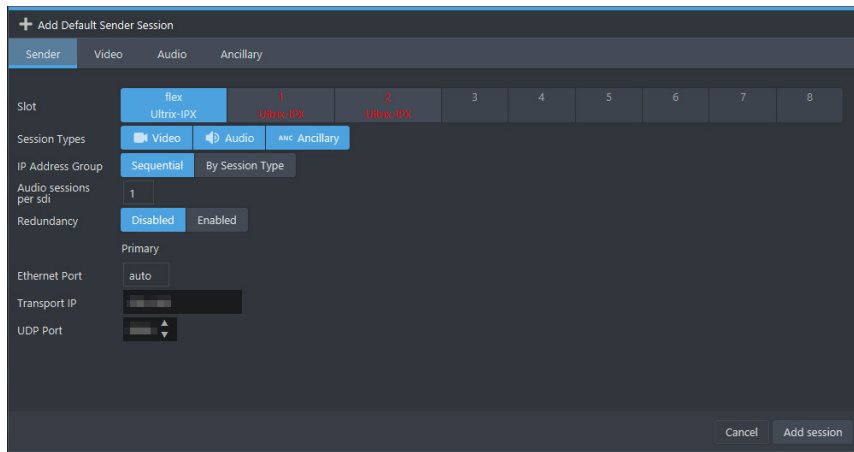 Add Default Sender Session
Sender Video Audio Ancillary
Slot
flex 1 2 3 4 5 6 7 8
Ultrix-IPX Ultrix-IPX Ultrix-IPX
Session Types Video Audio ANC Ancillary
IP Address Group Sequential By Session Type
Audio sessions
per sdi
1
Redundancy Disabled Enabled
Primary
Ethernet Port auto
Transport IP
UDP Port
Cancel Add session